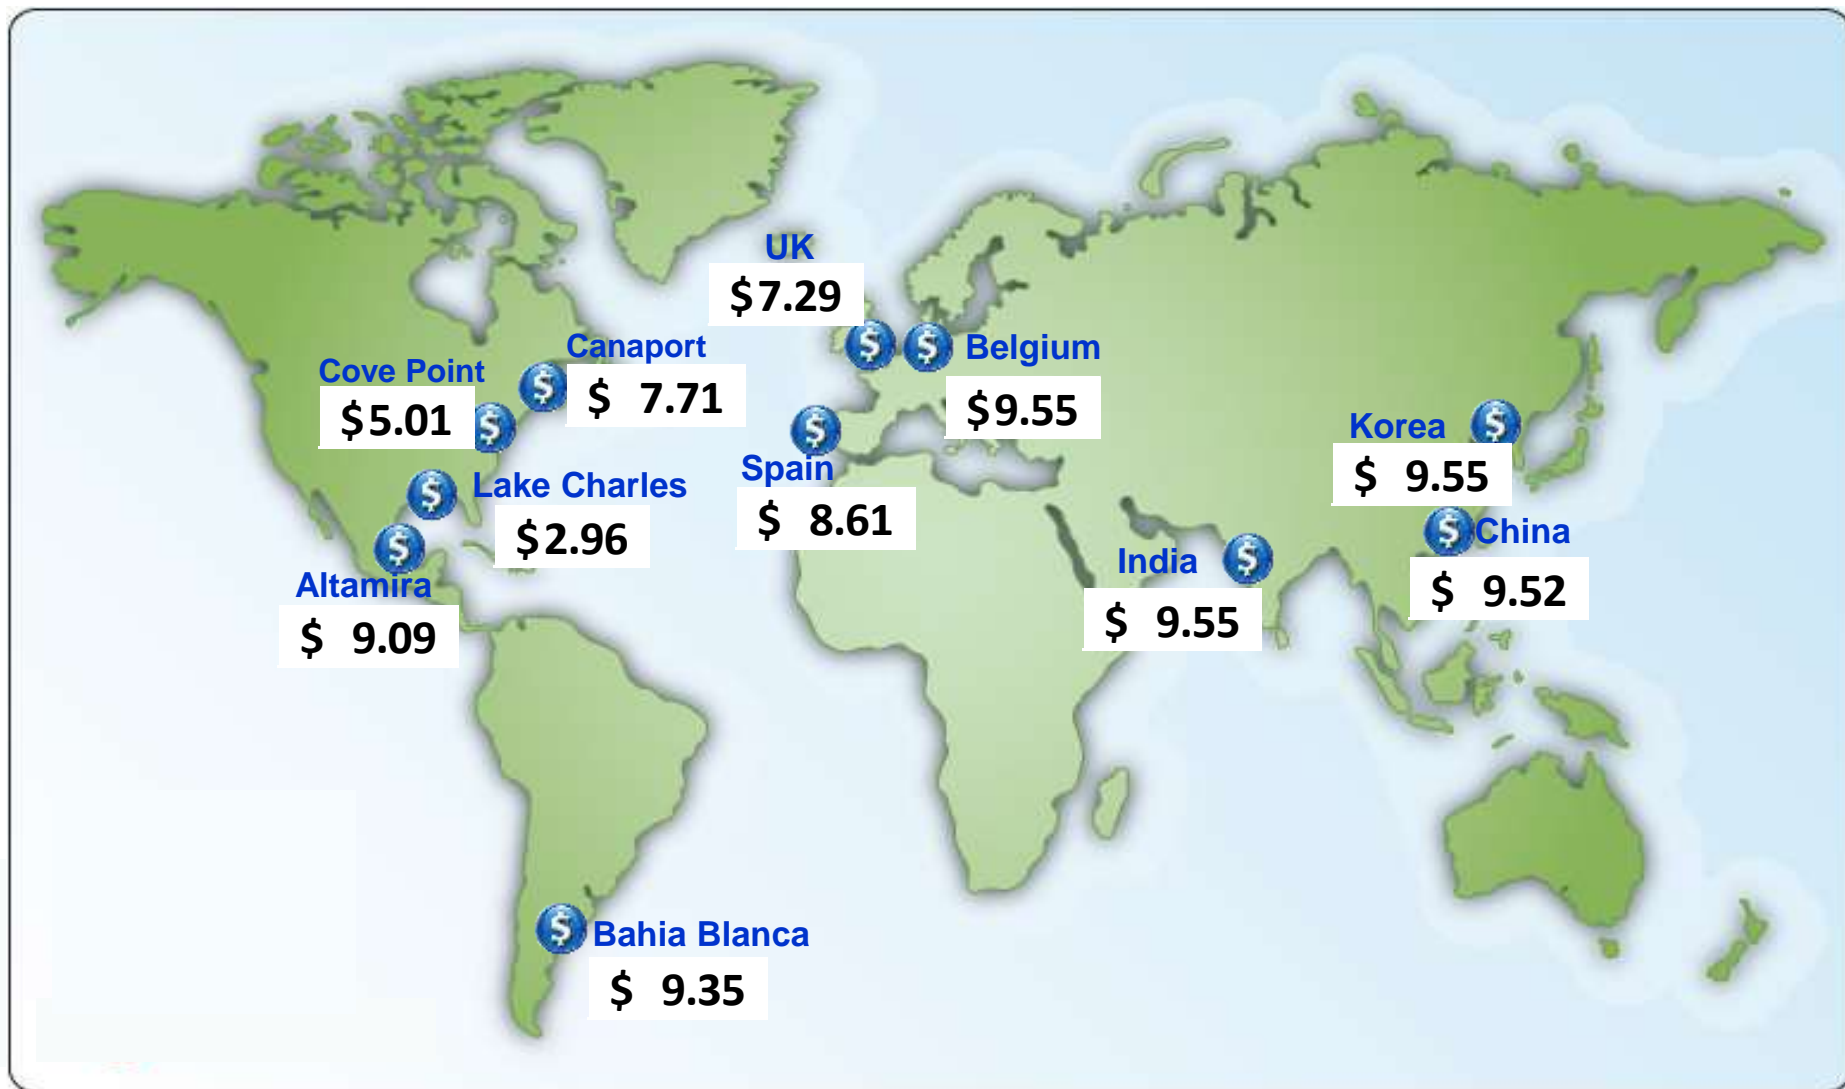 UK
$7.29
Canaport
$ 7.71
Cove Point
$5.01
Belgium
$9.55
Lake Charles
$2.96
Spain
$ 8.61
Korea
$ 9.55
China
$ 9.52
India
$ 9.55
Altamira
$ 9.09
Bahia Blanca
$ 9.35